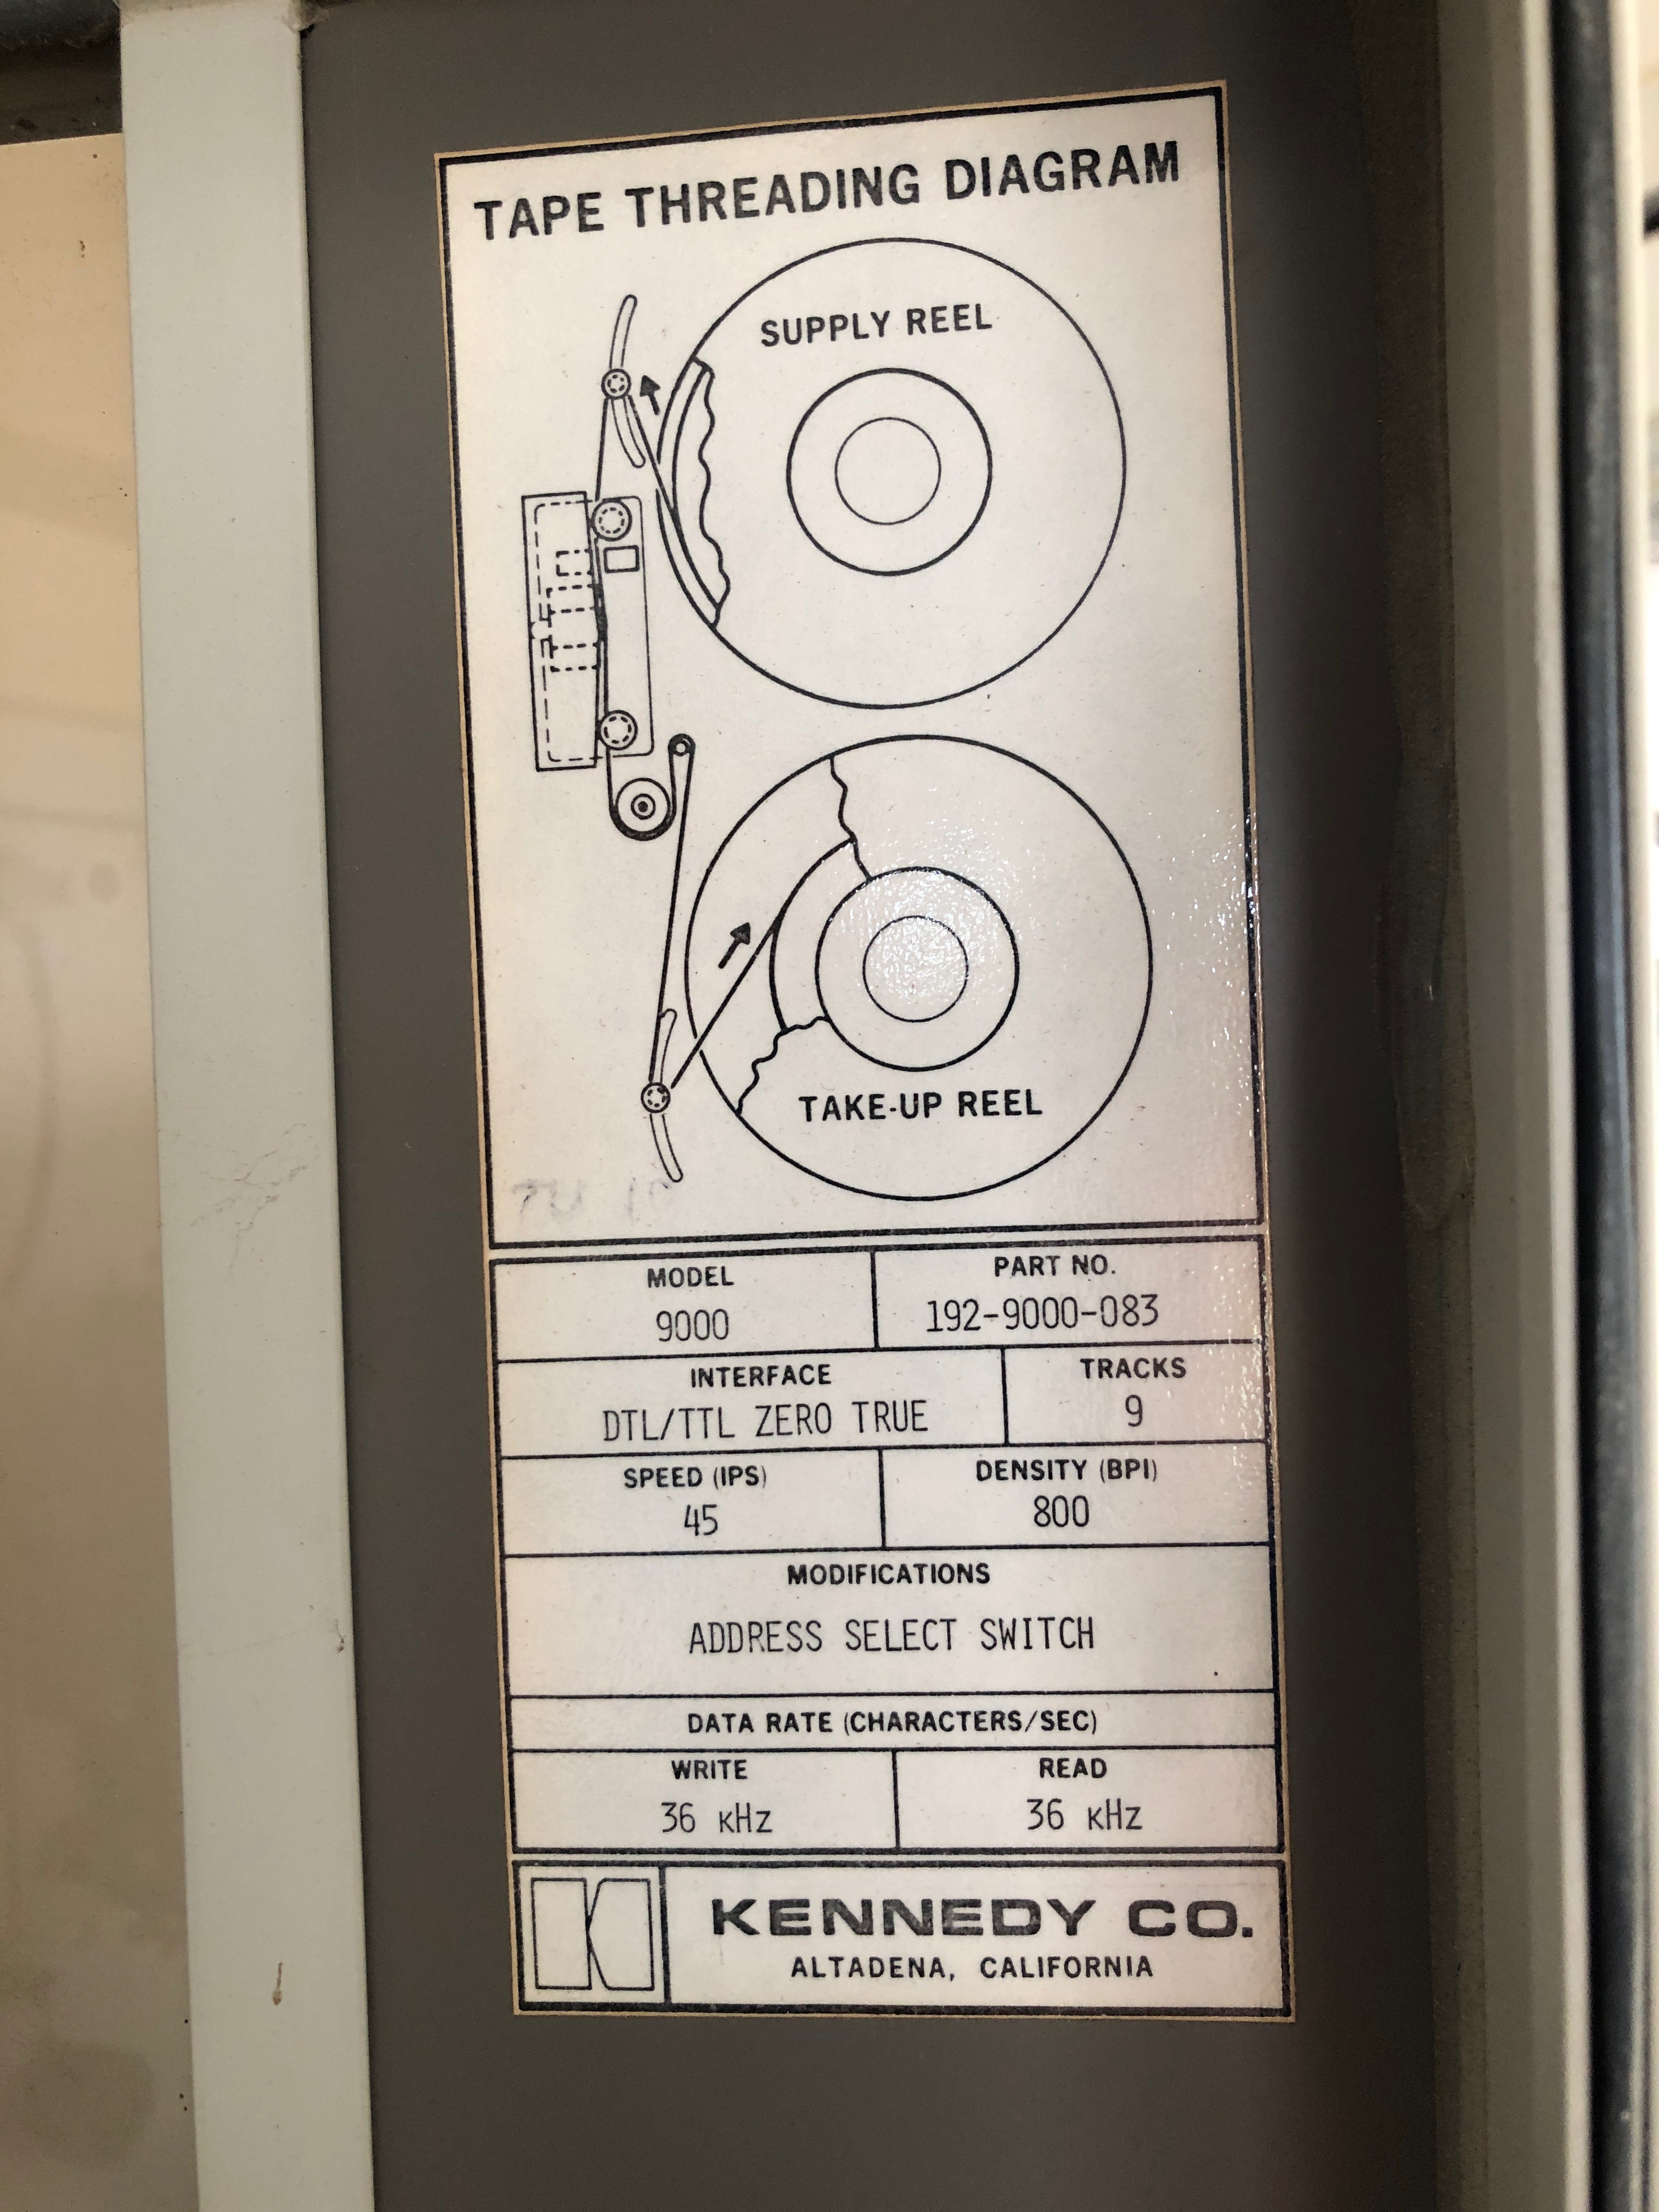 TAPE THREADING DIAGRAM
SUPPLY REEL
TAKE-UP REEL
MODEL
9000
PART NO.
192-9000-083
INTERFACE
DTL/TTL ZERO TRUE
TRACKS
9
SPEED (IPS)
45
DENSITY (BPI)
800
MODIFICATIONS
ADDRESS SELECT SWITCH
DATA RATE (CHARACTERS/SEC)
WRITE
36 KHz
READ
36 KHz
KENNEDY CO.
ALTADENA, CALIFORNIA